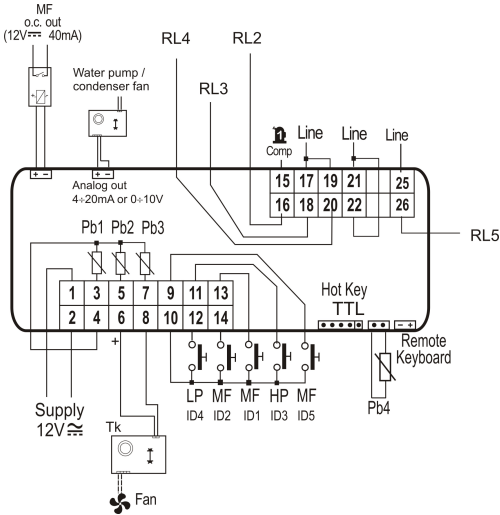 MF
o.c. out
(12V⎓ 40mA)
RL4
RL2
RL3
Water pump /
condenser fan
Line
Line
Line
Comp
+ -
+ -
Analog out
4÷20mA or 0÷10V
15 17 19 21 25
16 18 20 22 26
RL5
Pb1 Pb2 Pb3
1 3 5 7 9 11 13
2 4 6 8 10 12 14
Hot Key
TTL
- +
Remote
Keyboard
+
LP MF MF HP MF
ID4 ID2 ID1 ID3 ID5
Pb4
Supply
12V
Tk
Fan